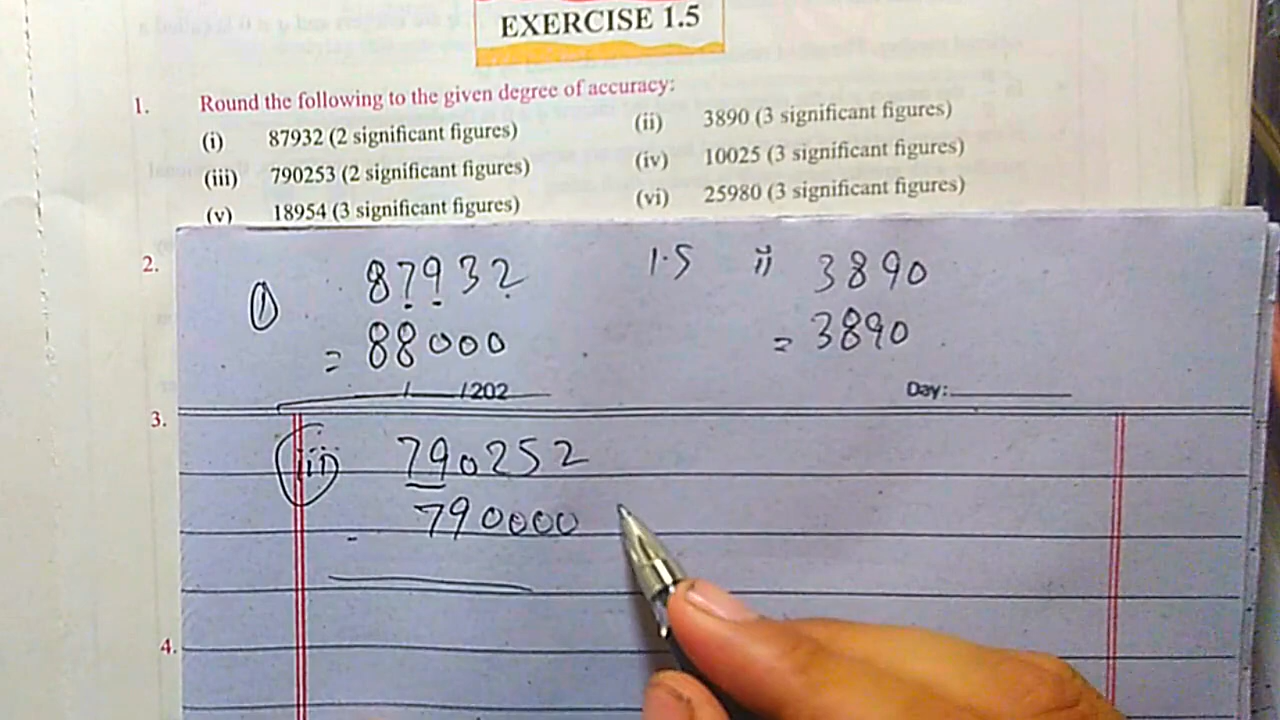 EXERCISE 1.5
1. Round the following to the given degree of accuracy:
(i) 87932 (2 significant figures) (ii) 3890 (3 significant figures)
(iii) 790253 (2 significant figures) (iv) 10025 (3 significant figures)
(v) 18954 (3 significant figures) (vi) 25980 (3 significant figures)
2.
(i) 87932 1.5 ii 3890
= 88000 = 3890
/ /202 Day:
3.
iii 790252
= 790000
4.